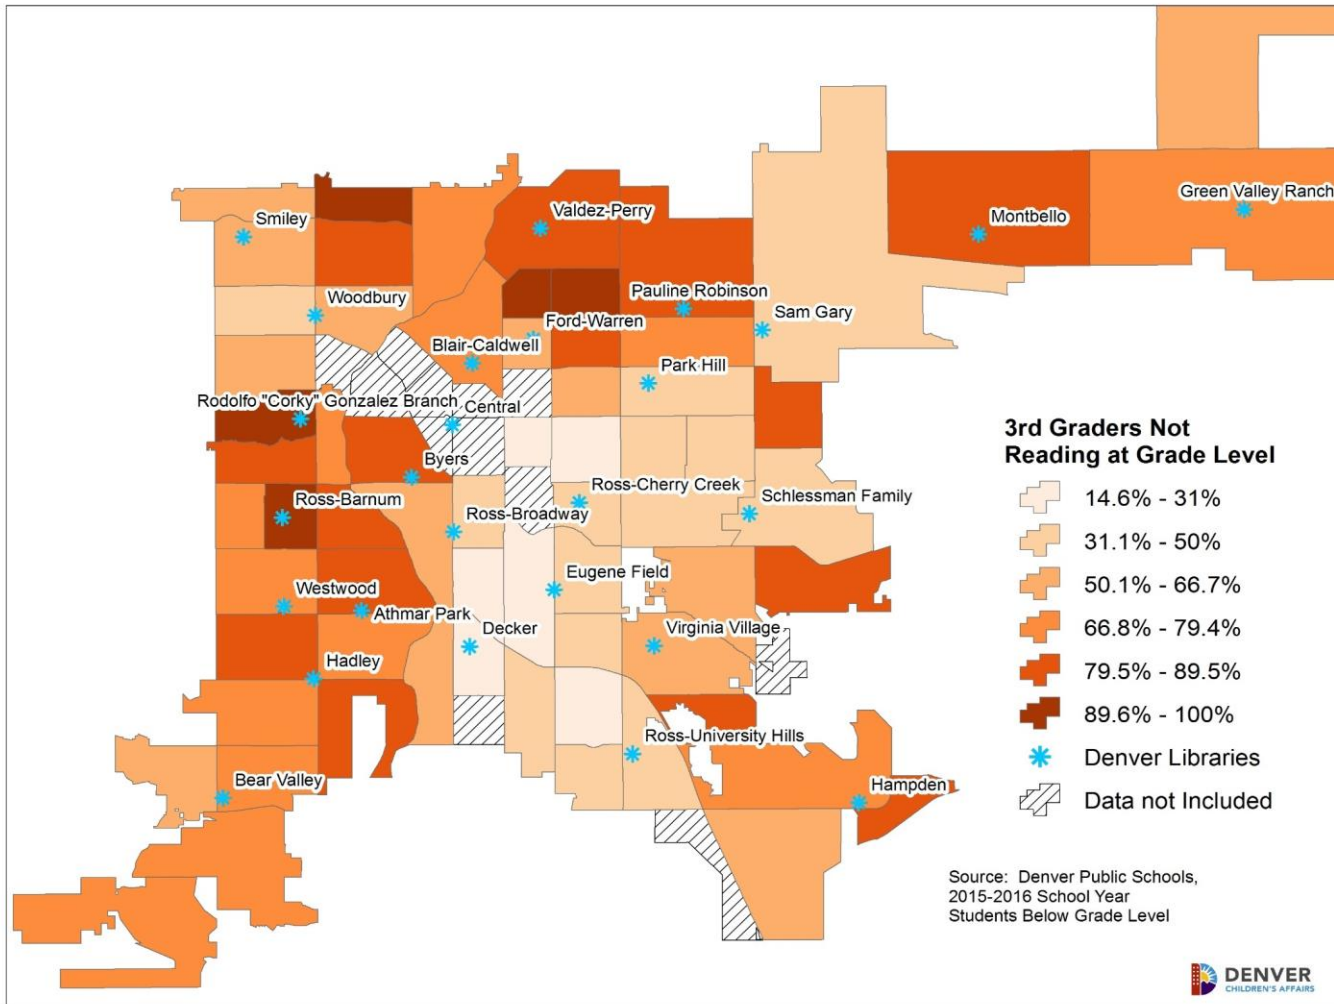 Valdez-Perry
Green Valley Ranch
Smiley
Montbello
Pauline Robinson
Woodbury
Sam Gary
Ford-Warren
Blair-Caldwell
Park Hill
Rodolfo "Corky" Gonzalez Branch
Central
Byers
Ross-Cherry Creek
Ross-Barnum
Schlessman Family
Ross-Broadway
Eugene Field
Westwood
Athmar Park
Decker
Virginia Village
Hadley
Ross-University Hills
Bear Valley
Hampden
3rd Graders Not
Reading at Grade Level
14.6% - 31%
31.1% - 50%
50.1% - 66.7%
66.8% - 79.4%
79.5% - 89.5%
89.6% - 100%
Denver Libraries
Data not Included
Source: Denver Public Schools,
2015-2016 School Year
Students Below Grade Level
DENVER
CHILDREN'S AFFAIRS